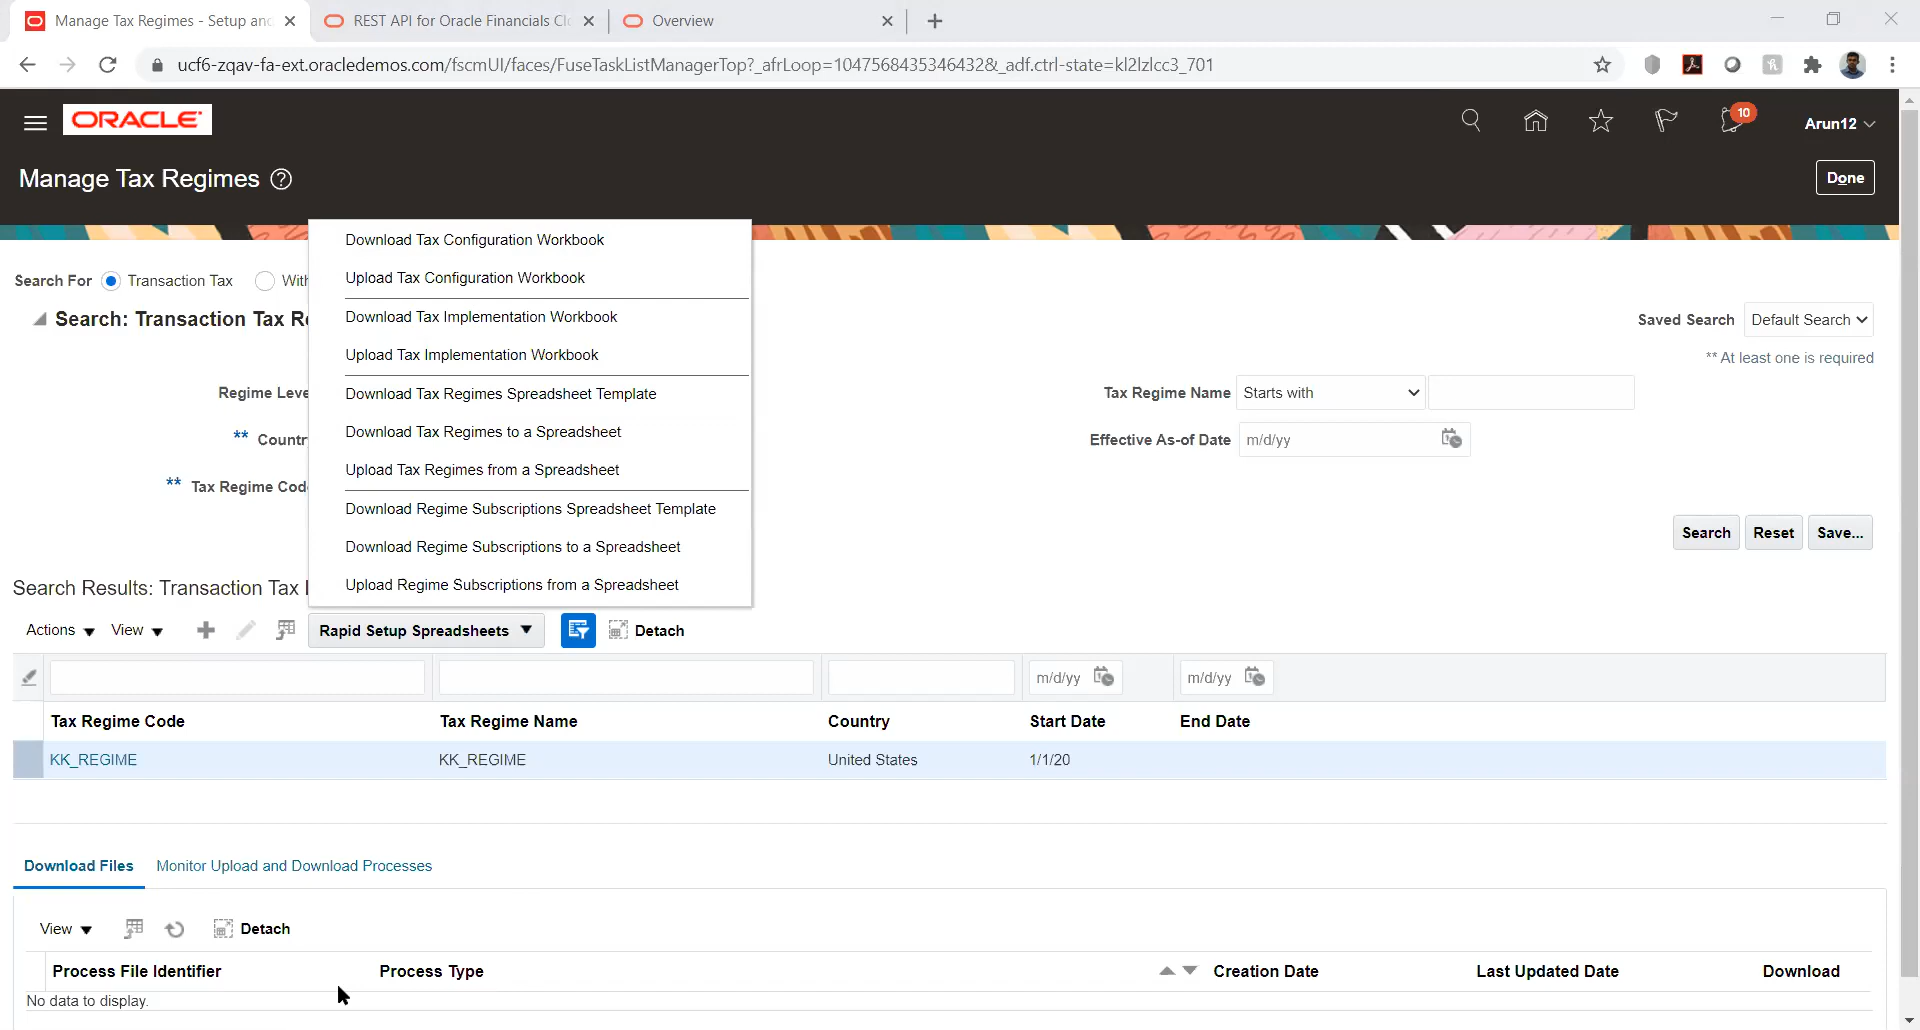 Manage Tax Regimes - Setup and
REST API for Oracle Financials Clo
Overview
ucf6-zqav-fa-ext.oracledemos.com/fscmUI/faces/FuseTaskListManagerTop?_afrLoop=10475684353464328&_adf.ctrl-state=kl2lzlcc3_701
ORACLE
10
Arun12
Manage Tax Regimes
Done
Search For Transaction Tax With
Search: Transaction Tax Re
Saved Search Default Search
** At least one is required
Regime Leve
Tax Regime Name Starts with
** Countr
Effective As-of Date m/d/yy
** Tax Regime Cod
Search Reset Save...
Download Tax Configuration Workbook
Upload Tax Configuration Workbook
Download Tax Implementation Workbook
Upload Tax Implementation Workbook
Download Tax Regimes Spreadsheet Template
Download Tax Regimes to a Spreadsheet
Upload Tax Regimes from a Spreadsheet
Download Regime Subscriptions Spreadsheet Template
Download Regime Subscriptions to a Spreadsheet
Upload Regime Subscriptions from a Spreadsheet
Search Results: Transaction Tax
Actions View Rapid Setup Spreadsheets Detach
m/d/yy m/d/yy
Tax Regime Code Tax Regime Name Country Start Date End Date
KK_REGIME KK_REGIME United States 1/1/20
Download Files Monitor Upload and Download Processes
View Detach
Process File Identifier Process Type Creation Date Last Updated Date Download
No data to display.